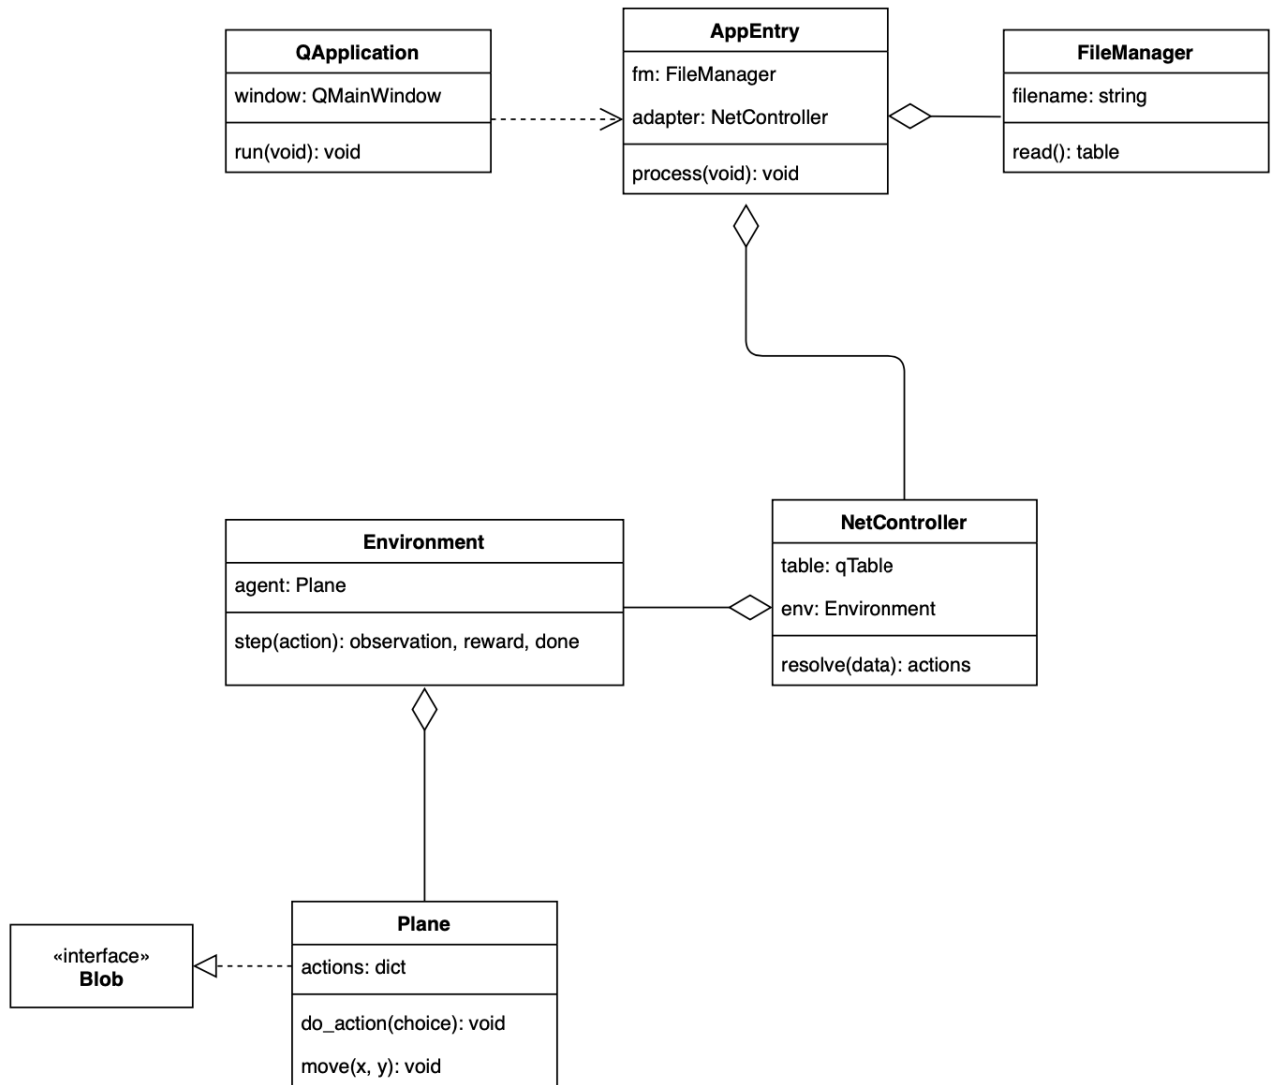 QApplication
window: QMainWindow
run(void): void
AppEntry
fm: FileManager
adapter: NetController
process(void): void
FileManager
filename: string
read(): table
Environment
agent: Plane
step(action): observation, reward, done
NetController
table: qTable
env: Environment
resolve(data): actions
«interface»
Blob
Plane
actions: dict
do_action(choice): void
move(x, y): void